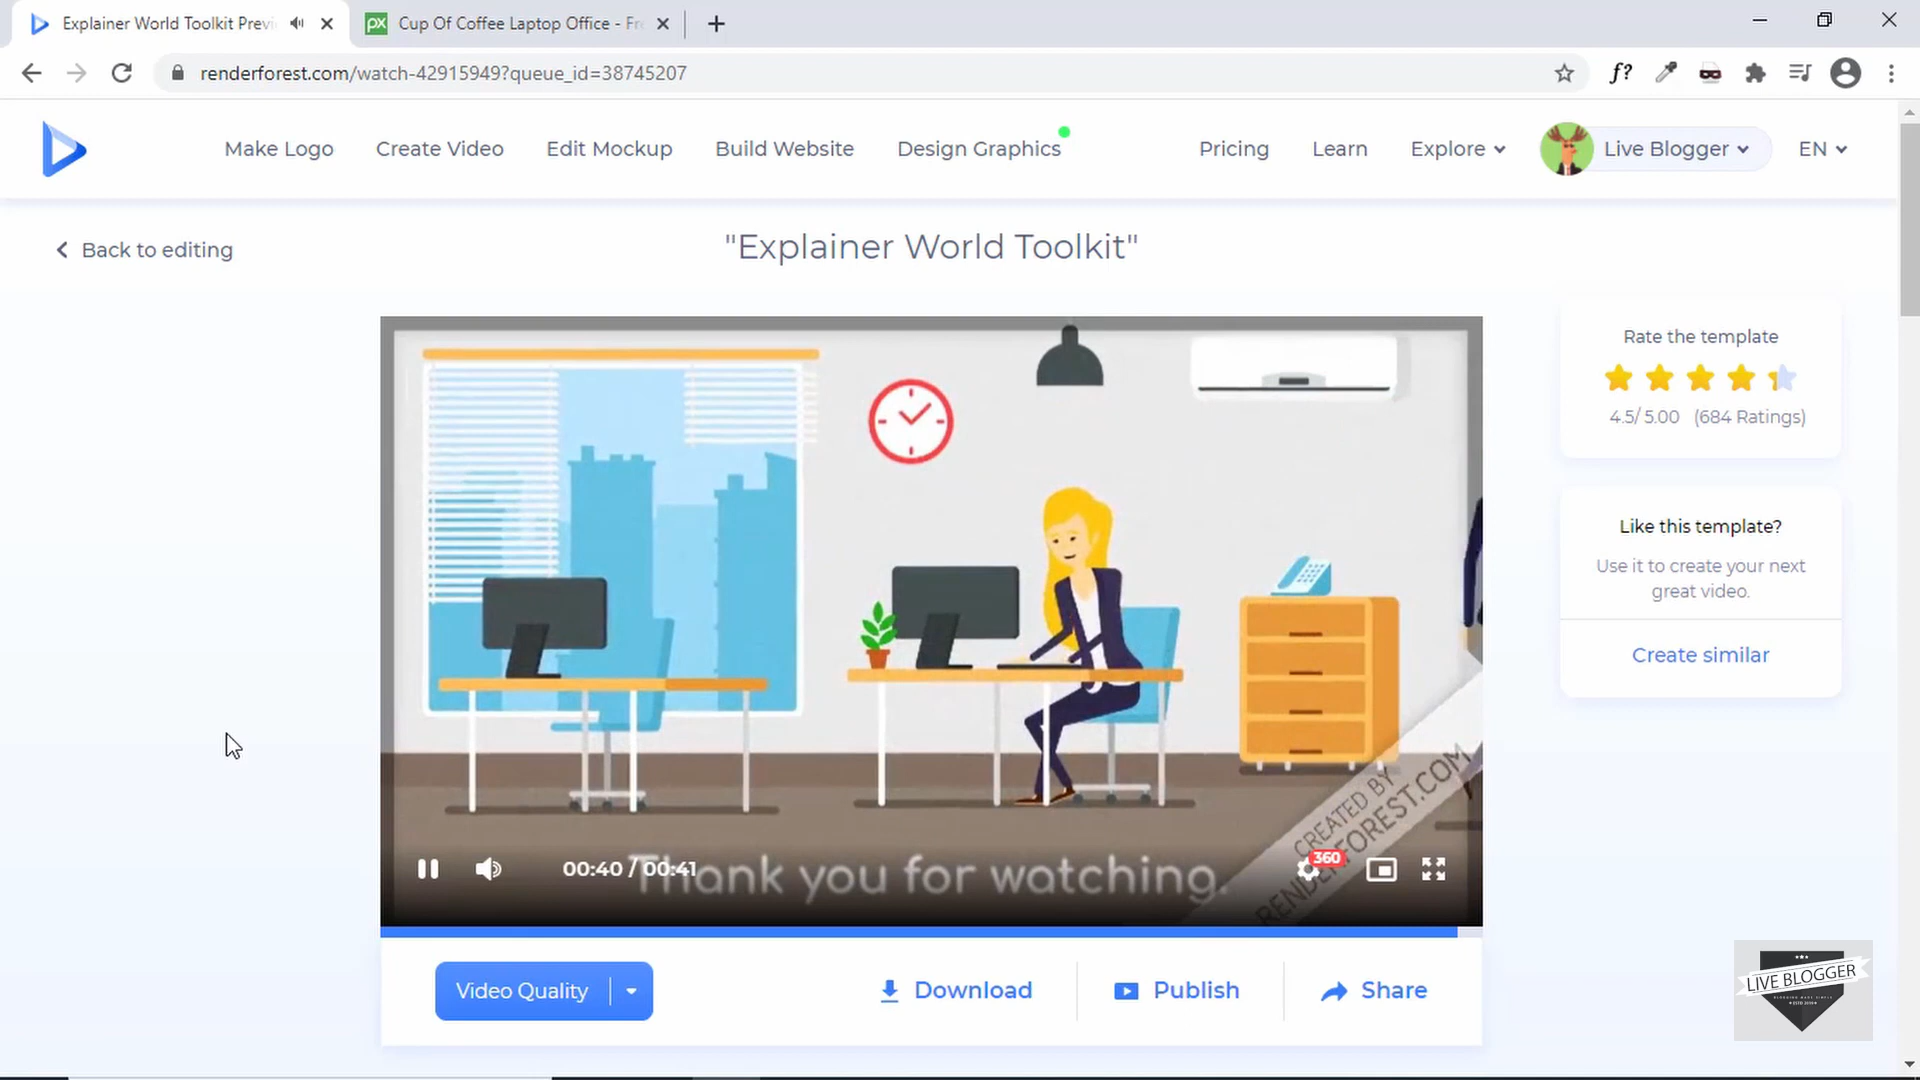 Explainer World Toolkit Previ
Cup Of Coffee Laptop Office - Fre
renderforest.com/watch-42915949?queue_id=38745207
f?
Make Logo
Create Video
Edit Mockup
Build Website
Design Graphics
Pricing
Learn
Explore
Live Blogger
EN
Back to editing
"Explainer World Toolkit"
Rate the template
4.5/ 5.00 (684 Ratings)
Like this template?
Use it to create your next
great video.
Create similar
CREATED BY
RENDERFOREST.COM
00:40 / 00:41
Thank you for watching.
360
Video Quality
Download
Publish
Share
LIVE BLOGGER